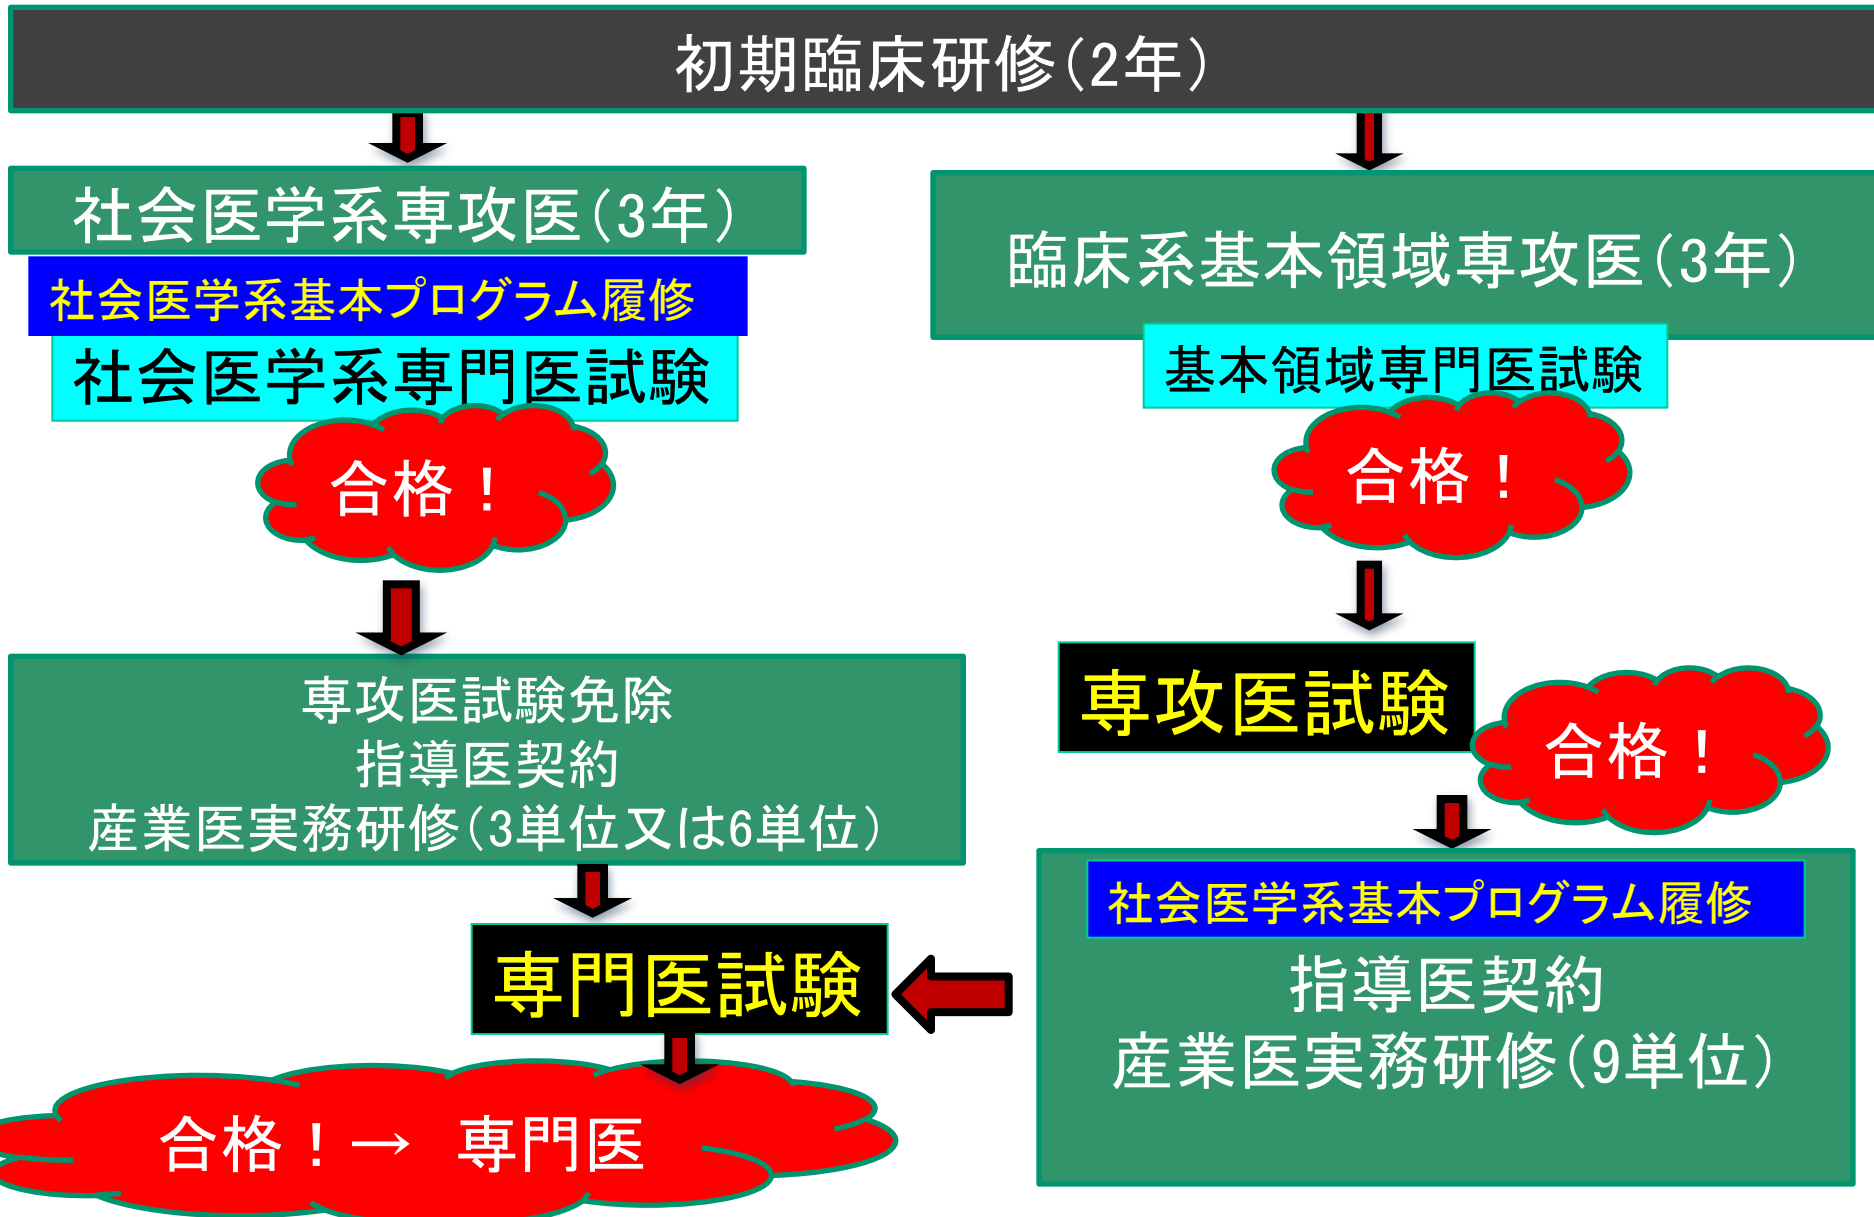 初期臨床研修(2年)
社会医学系専攻医(3年)
社会医学系基本プログラム履修
社会医学系専門医試験
合格！
専攻医試験免除
指導医契約
産業医実務研修(3単位又は6単位)
臨床系基本領域専攻医(3年)
基本領域専門医試験
合格！
専攻医試験
合格！
社会医学系基本プログラム履修
指導医契約
産業医実務研修(9単位)
専門医試験
合格！→ 専門医